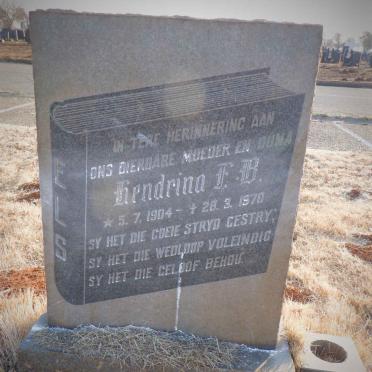 ELS
IN TERE HERINNERING AAN
ONS DIERBARE MOEDER EN OUMA
Hendrina F. B.
* 5.7.1904 - + 28.3.1970
SY HET DIE GOEIE STRYD GESTRY,
SY HET DIE WEDLOOP VOLEINDIG
SY HET DIE GELOOF BEHOU.